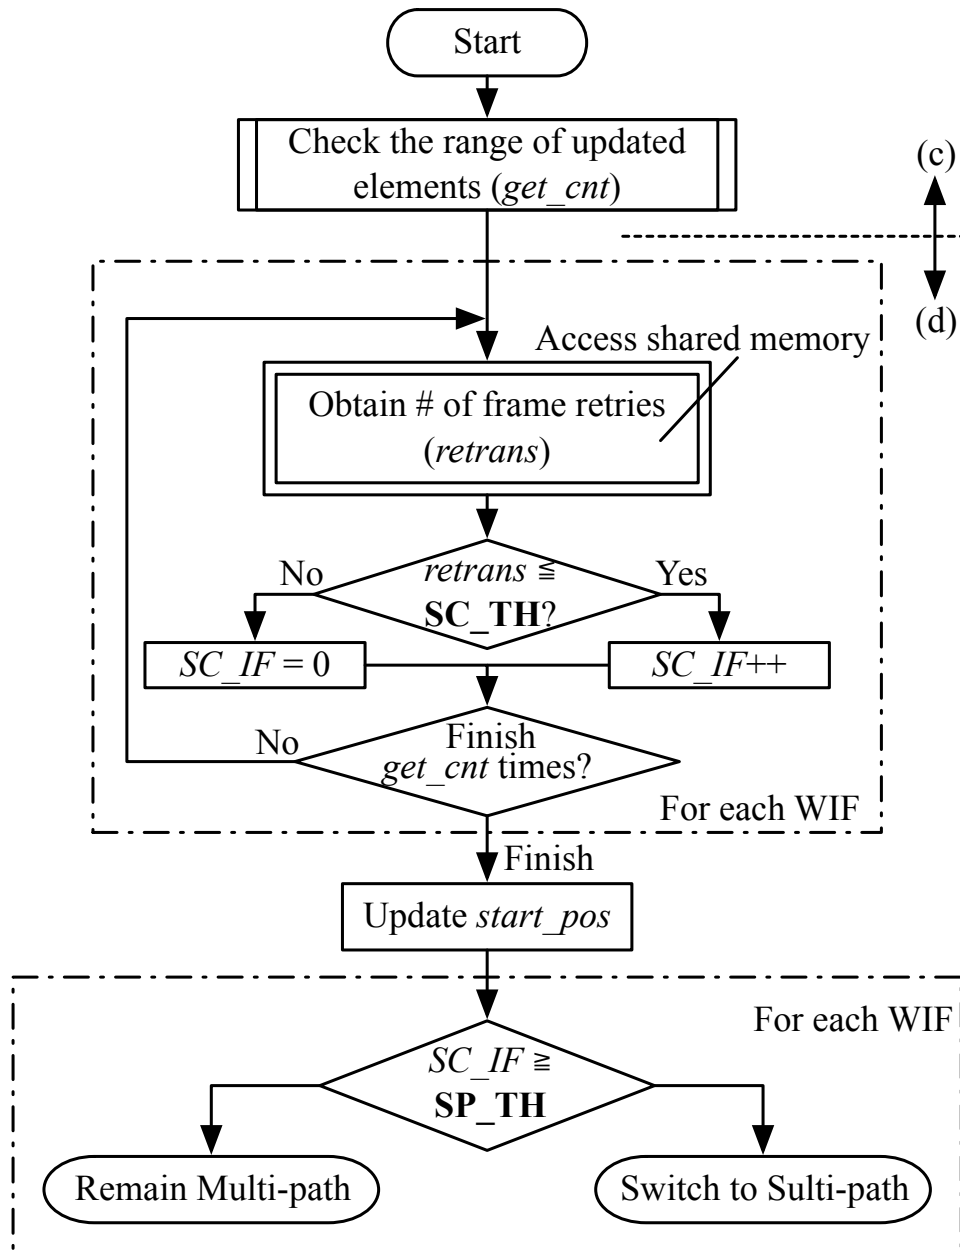 Start
Check the range of updated
elements (get_cnt)
(c)
(d)
Access shared memory
Obtain # of frame retries
(retrans)
No
retrans ≦
Yes
SC_TH?
SC_IF = 0
SC_IF++
No
Finish
get_cnt times?
For each WIF
Finish
Update start_pos
For each WIF
SC_IF ≧
SP_TH
Remain Multi-path
Switch to Sulti-path